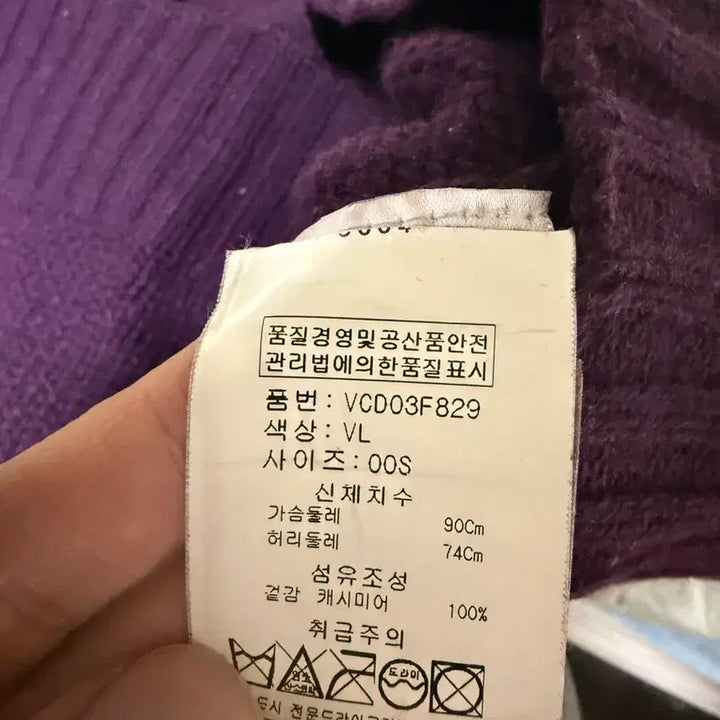 품질경영및공산품안전
관리법에의한품질표시
품번: VCD03F829
색상: VL
사이즈: 00S
신체치수
가슴둘레 90Cm
허리둘레 74Cm
섬유조성
겉감 캐시미어 100%
취급주의
드라이